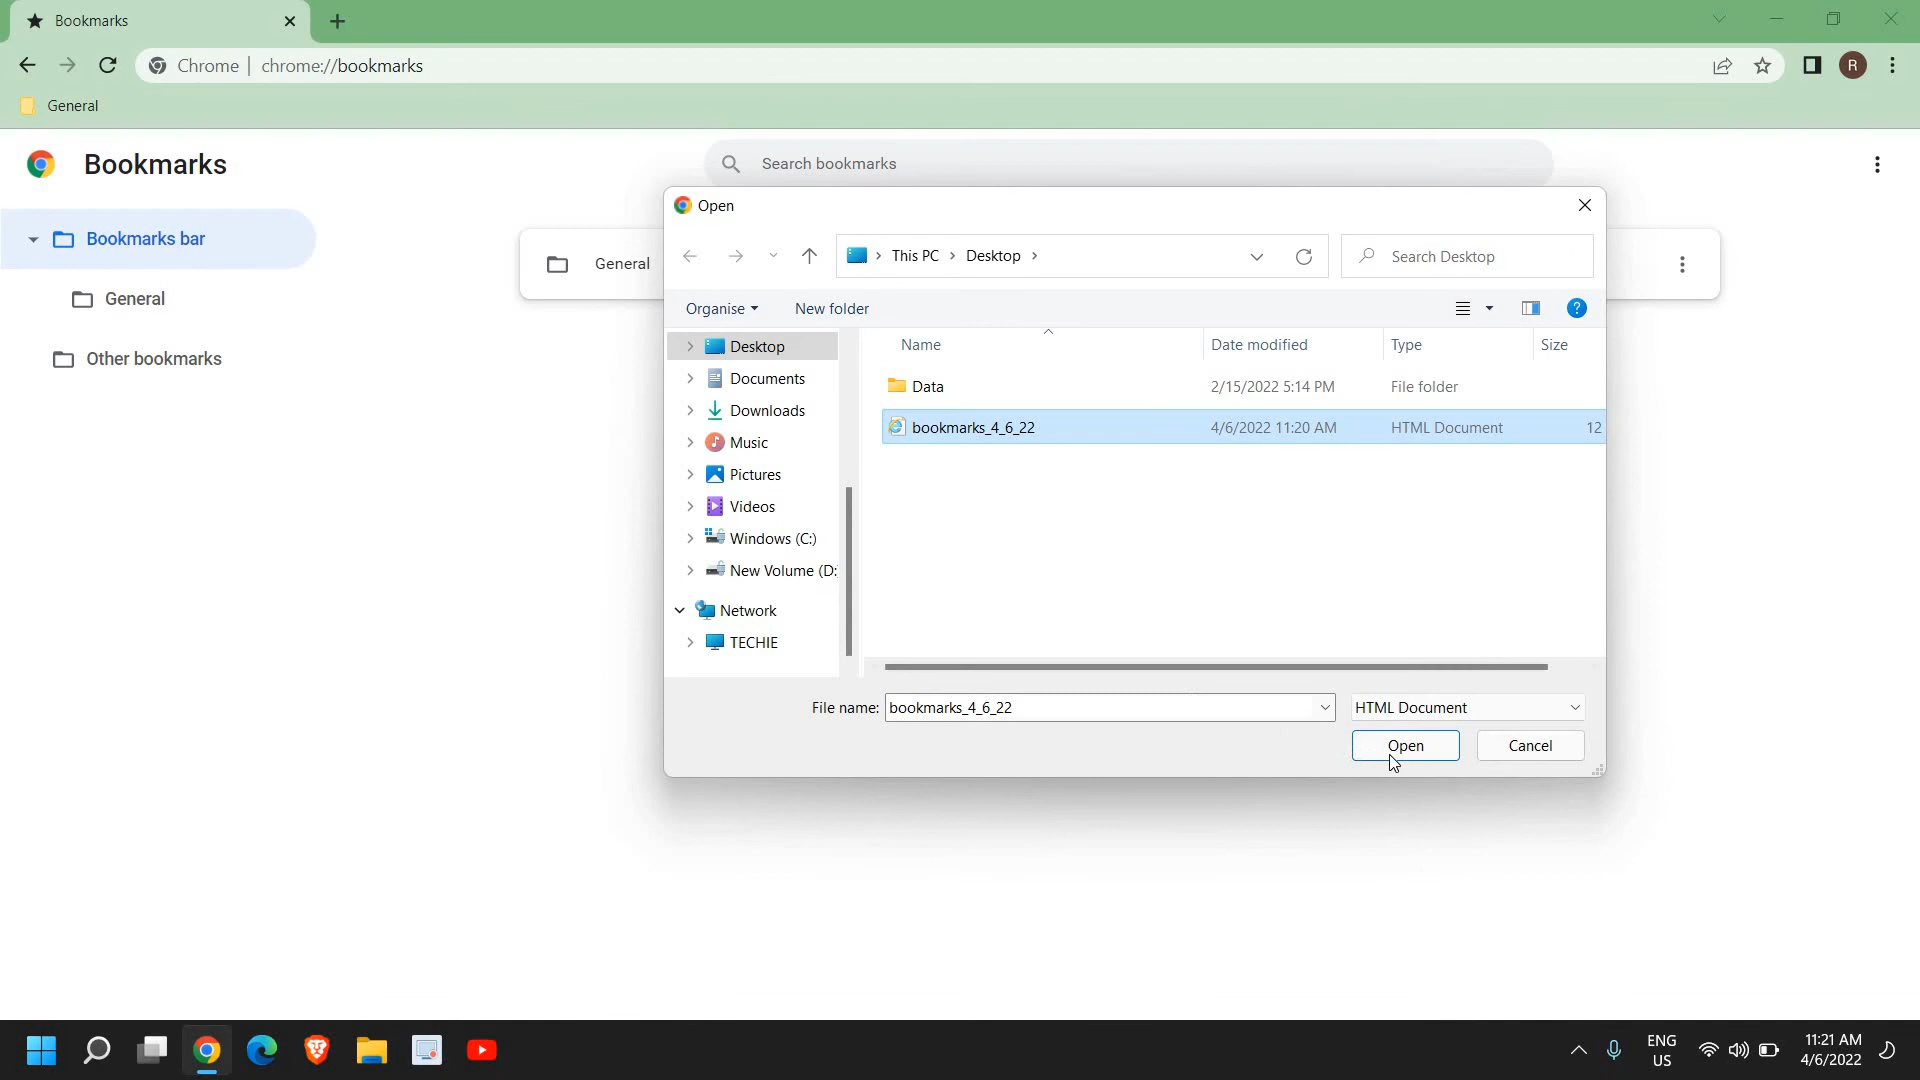 Bookmarks
Chrome | chrome://bookmarks
R
General
Bookmarks
Search bookmarks
Bookmarks bar
General
Other bookmarks
General
Open
This PC > Desktop >
Search Desktop
Organise
New folder
Desktop
Documents
Downloads
Music
Pictures
Videos
Windows (C:)
New Volume (D:
Network
TECHIE
Name Date modified Type Size
Data 2/15/2022 5:14 PM File folder
bookmarks_4_6_22 4/6/2022 11:20 AM HTML Document 12
File name: bookmarks_4_6_22 HTML Document
Open Cancel
ENG
US
11:21 AM
4/6/2022